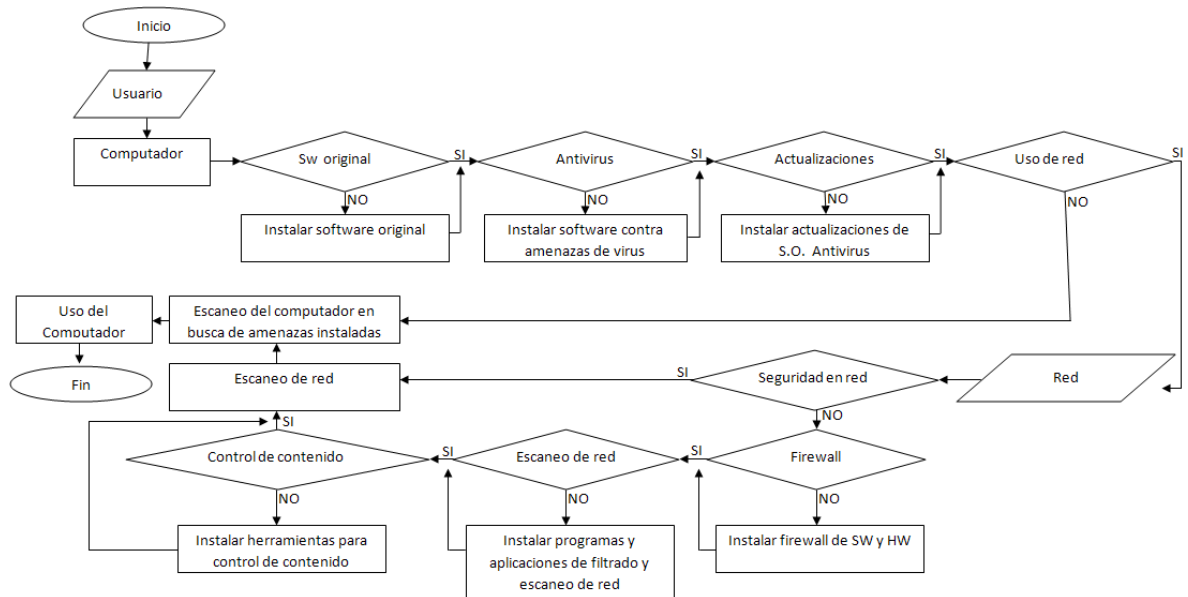 Inicio
Usuario
Computador
Sw original
SI
Antivirus
SI
Actualizaciones
SI
Uso de red
SI
NO
NO
NO
NO
Instalar software original
Instalar software contra
amenazas de virus
Instalar actualizaciones de
S.O. Antivirus
Uso del
Computador
Escaneo del computador en
busca de amenazas instaladas
Fin
Escaneo de red
SI
Seguridad en red
Red
NO
SI
Control de contenido
SI
Escaneo de red
SI
Firewall
NO
NO
NO
Instalar herramientas para
control de contenido
Instalar programas y
aplicaciones de filtrado y
escaneo de red
Instalar firewall de SW y HW